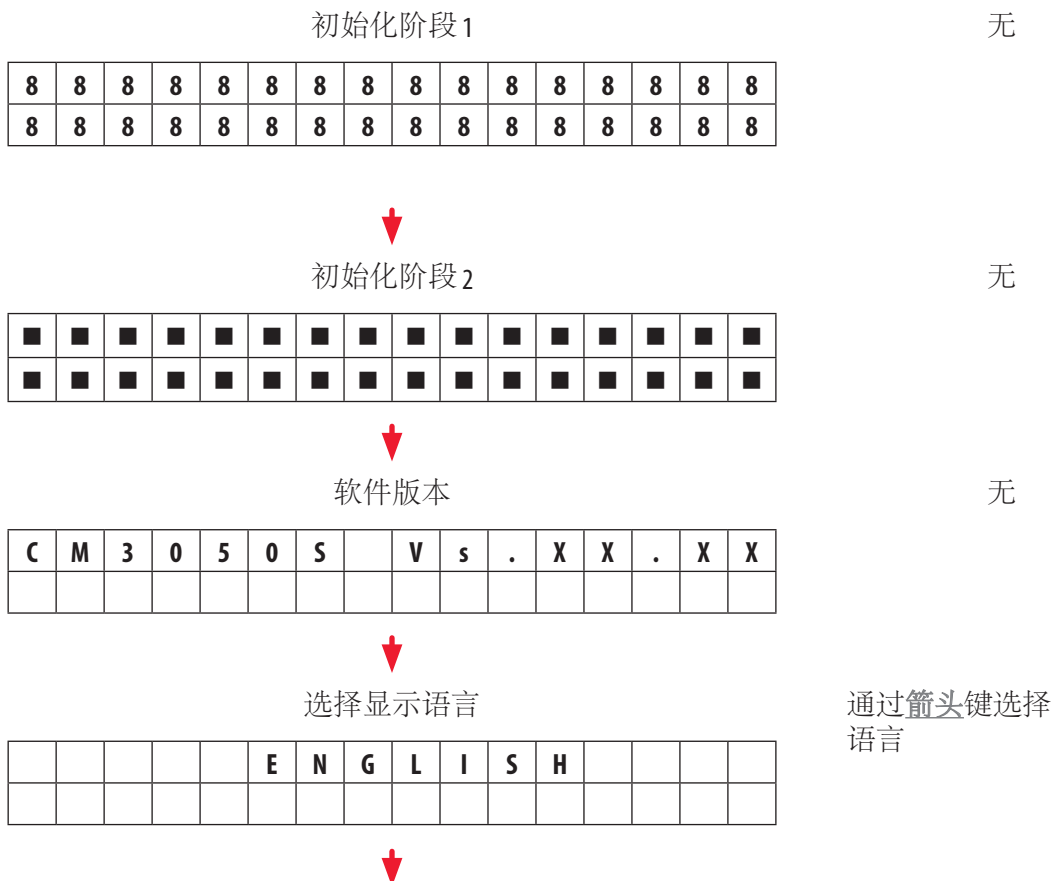 初始化阶段1 无
8 8 8 8 8 8 8 8 8 8 8 8 8 8 8 8
8 8 8 8 8 8 8 8 8 8 8 8 8 8 8 8
初始化阶段2 无
■ ■ ■ ■ ■ ■ ■ ■ ■ ■ ■ ■ ■ ■ ■ ■
■ ■ ■ ■ ■ ■ ■ ■ ■ ■ ■ ■ ■ ■ ■ ■
软件版本 无
C M 3 0 5 0 S V s . X X . X X
选择显示语言 通过箭头键选择
语言
E N G L I S H